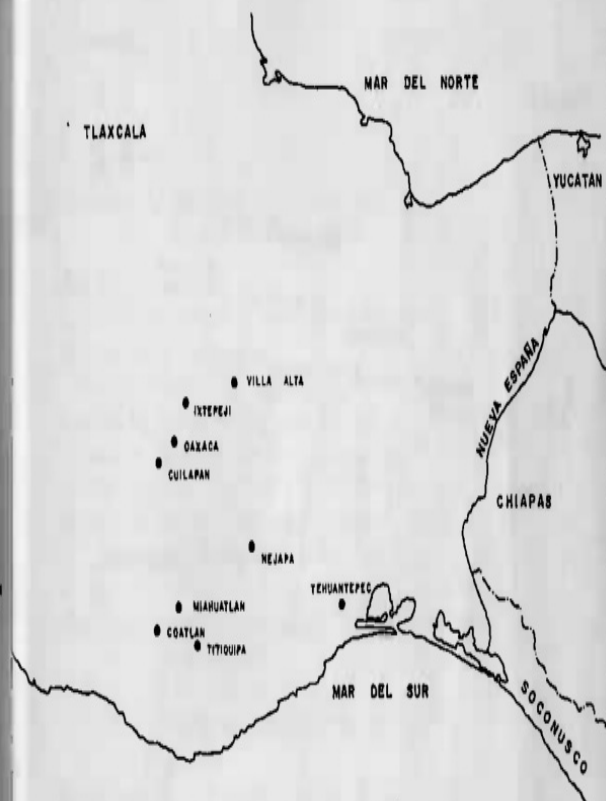 MAR DEL NORTE
TLAXCALA
YUCATAN
VILLA ALTA
IXTEPEJI
NUEVA ESPAÑA
OAXACA
CUILAPAN
CHIAPAS
NEJAPA
TEHUANTEPEC
MIAHUATLAN
COATLAN
TITIQUIPA
MAR DEL SUR
SOCONUSCO